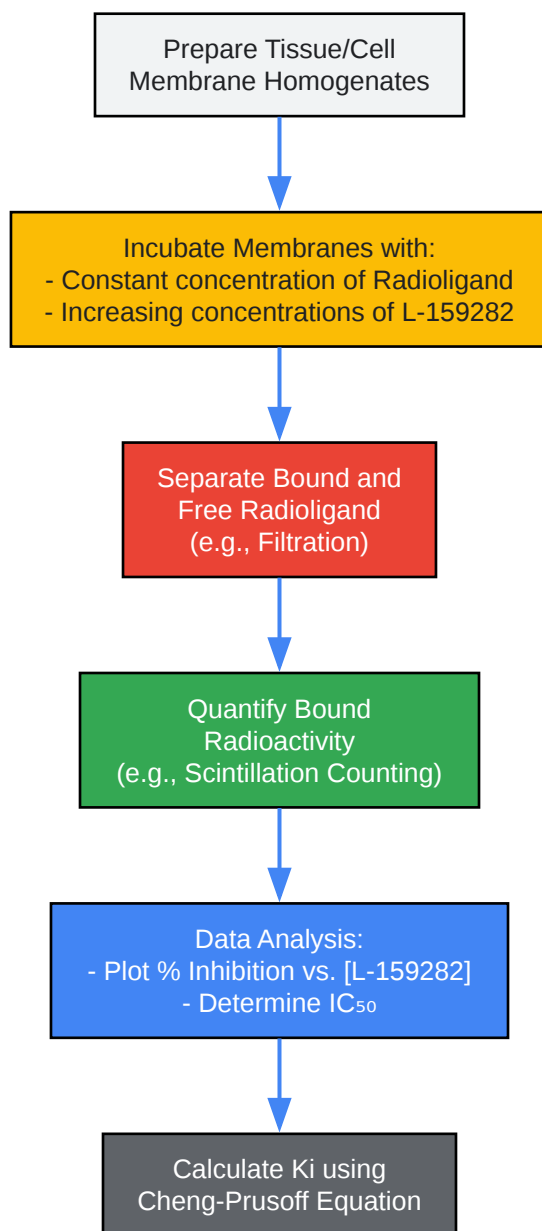 Prepare Tissue/Cell
Membrane Homogenates
Incubate Membranes with:
- Constant concentration of Radioligand
- Increasing concentrations of L-159282
Separate Bound and
Free Radioligand
(e.g., Filtration)
Quantify Bound
Radioactivity
(e.g., Scintillation Counting)
Data Analysis:
- Plot % Inhibition vs. [L-159282]
- Determine IC₅₀
Calculate Ki using
Cheng-Prusoff Equation